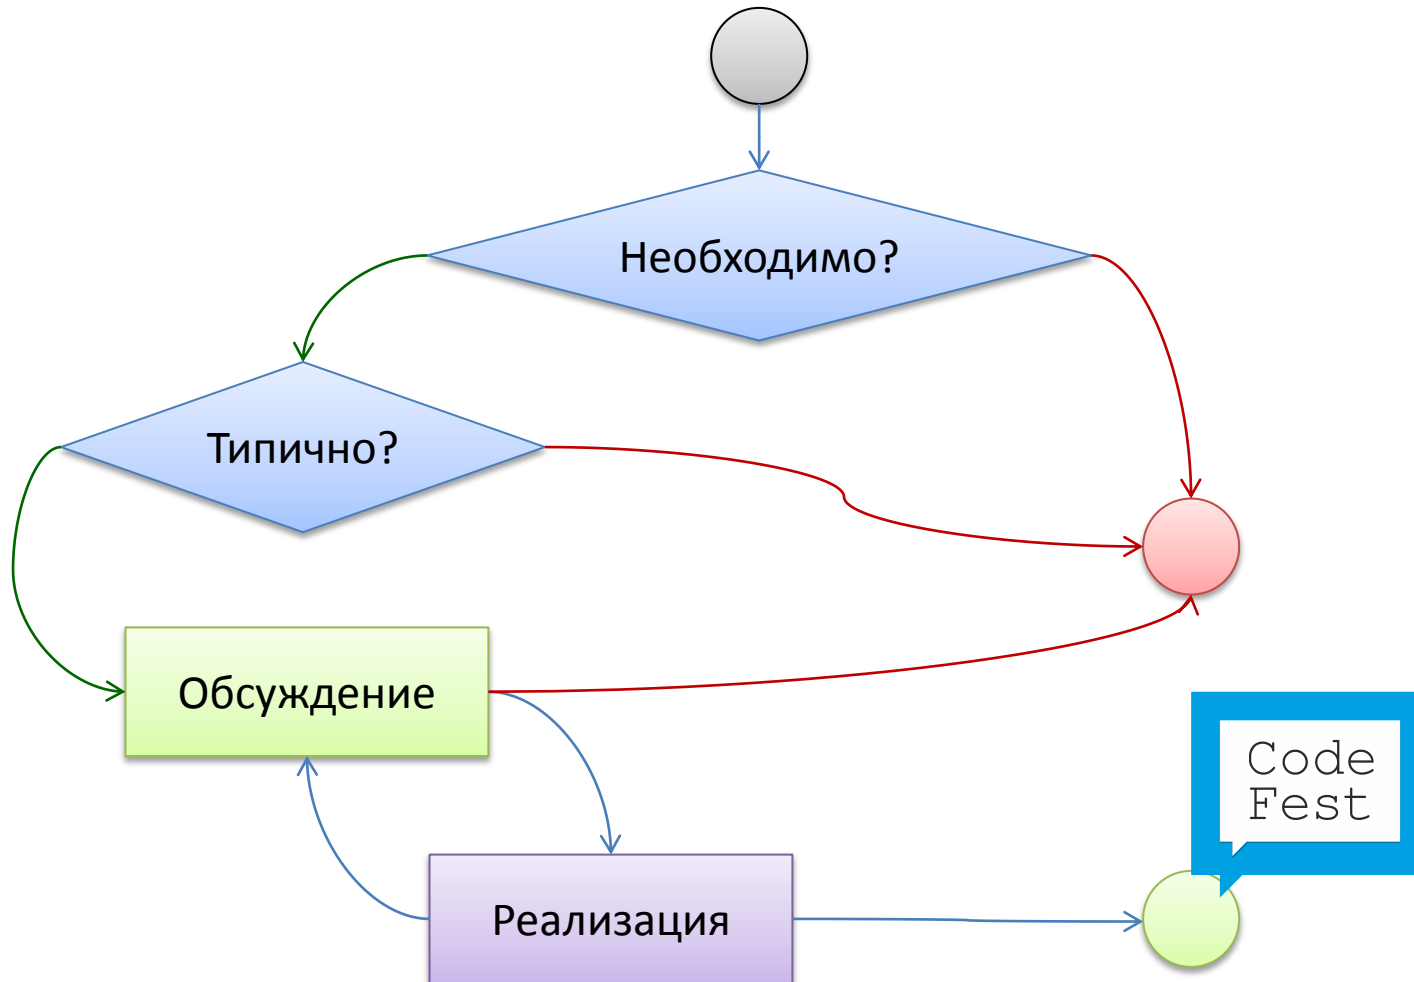 Необходимо?
Типично?
Обсуждение
Code
Fest
Реализация